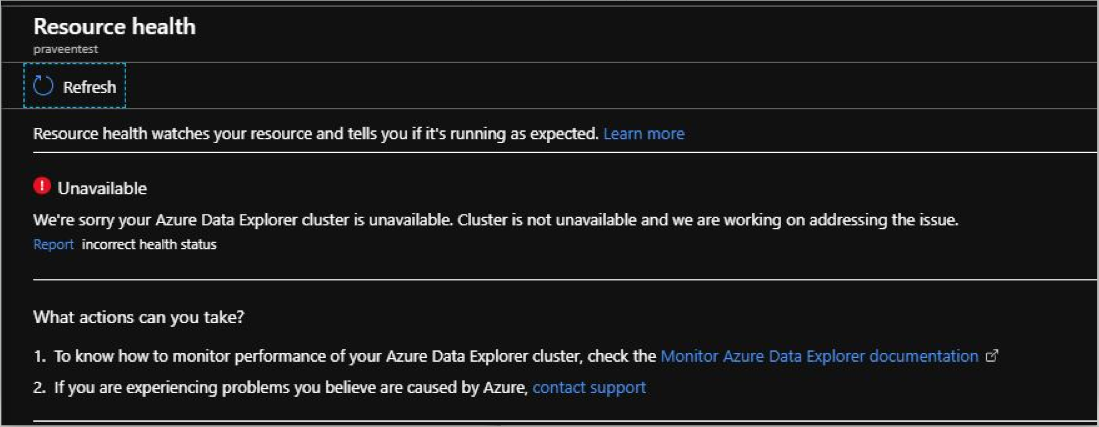 Resource health
praveentest
Refresh
Resource health watches your resource and tells you if it's running as expected. Learn more
! Unavailable
We're sorry your Azure Data Explorer cluster is unavailable. Cluster is not unavailable and we are working on addressing the issue.
Report incorrect health status
What actions can you take?
1. To know how to monitor performance of your Azure Data Explorer cluster, check the Monitor Azure Data Explorer documentation
2. If you are experiencing problems you believe are caused by Azure, contact support